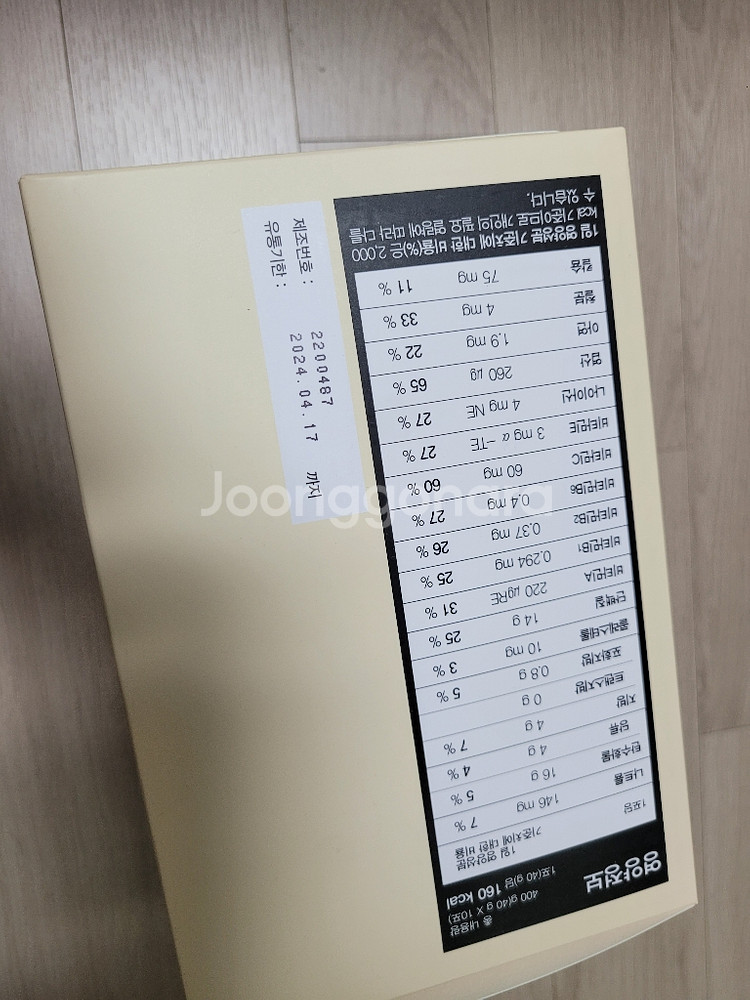 영양정보
총 내용량
400 g(40 g X 10포)
1포(40 g)당 160 kcal
1포당 1일 영양성분
기준치에 대한 비율
나트륨 146 mg 7 %
탄수화물 16 g 5 %
당류 4 g 4 %
지방 4 g 7 %
트랜스지방 0 g
포화지방 0.8 g 5 %
콜레스테롤 10 mg 3 %
단백질 14 g 25 %
비타민A 220 µgRE 31 %
비타민B1 0.294 mg 25 %
비타민B2 0.37 mg 26 %
비타민B6 0.4 mg 27 %
비타민C 60 mg 60 %
비타민E 3 mg α-TE 27 %
나이아신 4 mg NE 27 %
엽산 260 µg 65 %
아연 1.9 mg 22 %
철분 4 mg 33 %
칼슘 75 mg 11 %
1일 영양성분 기준치에 대한 비율(%)은 2,000
kcal 기준이므로 개인의 필요 열량에 따라 다를
수 있습니다.
제조번호 : 2200487
유통기한 : 2024.04.17 까지
Joonggonara